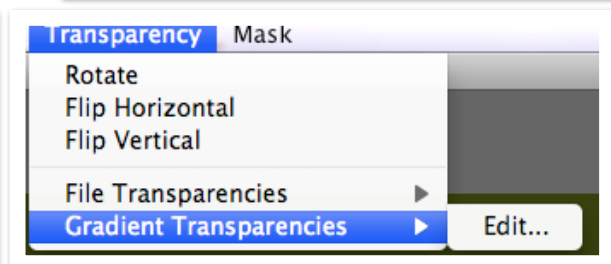 Transparency Mask
Rotate
Flip Horizontal
Flip Vertical
File Transparencies
Gradient Transparencies Edit...